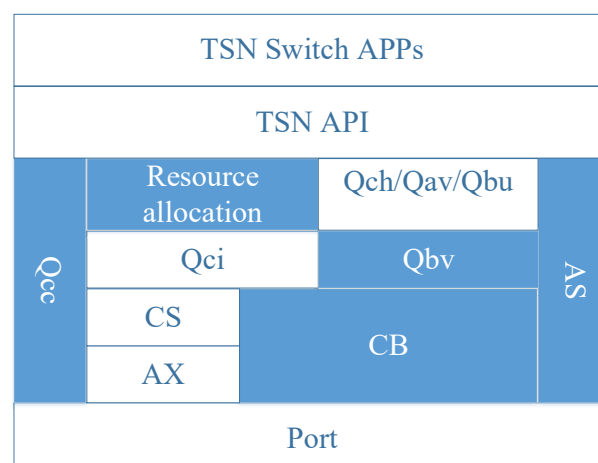 TSN Switch APPs
TSN API
Qcc
Resource
allocation
Qch/Qav/Qbu
AS
Qci
Qbv
CS
CB
AX
Port